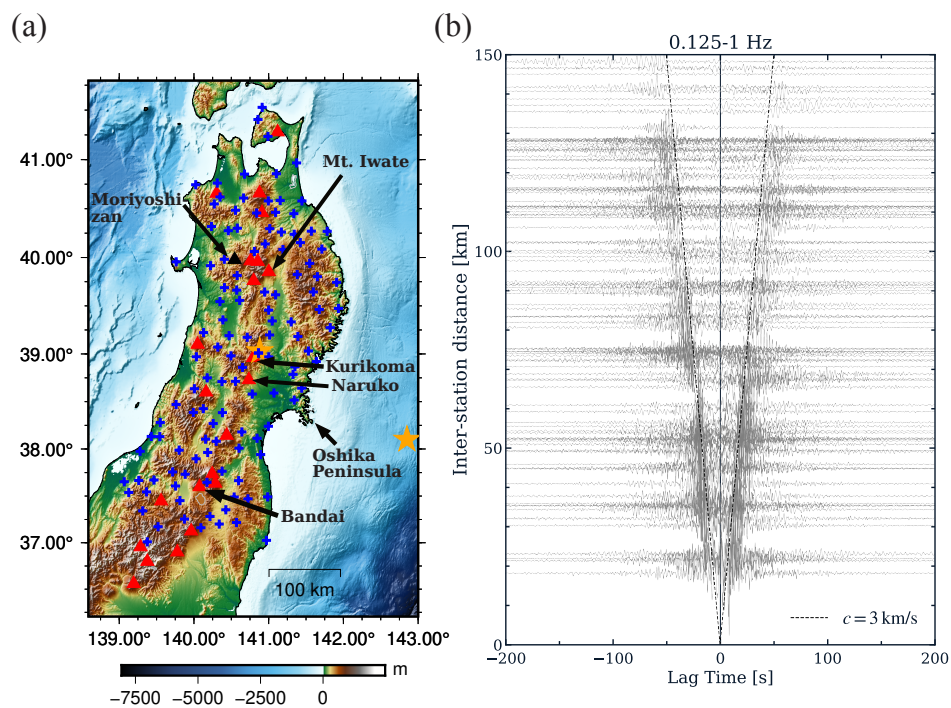 (a)
41.00°
40.00°
39.00°
38.00°
37.00°
139.00° 140.00° 141.00° 142.00° 143.00°
Mt. Iwate
Moriyoshi
zan
Kurikoma
Naruko
Oshika
Peninsula
Bandai
100 km
m
−7500 −5000 −2500 0
(b)
0.125-1 Hz
Inter-station distance [km]
150
100
50
0
c = 3 km/s
−200 −100 0 100 200
Lag Time [s]